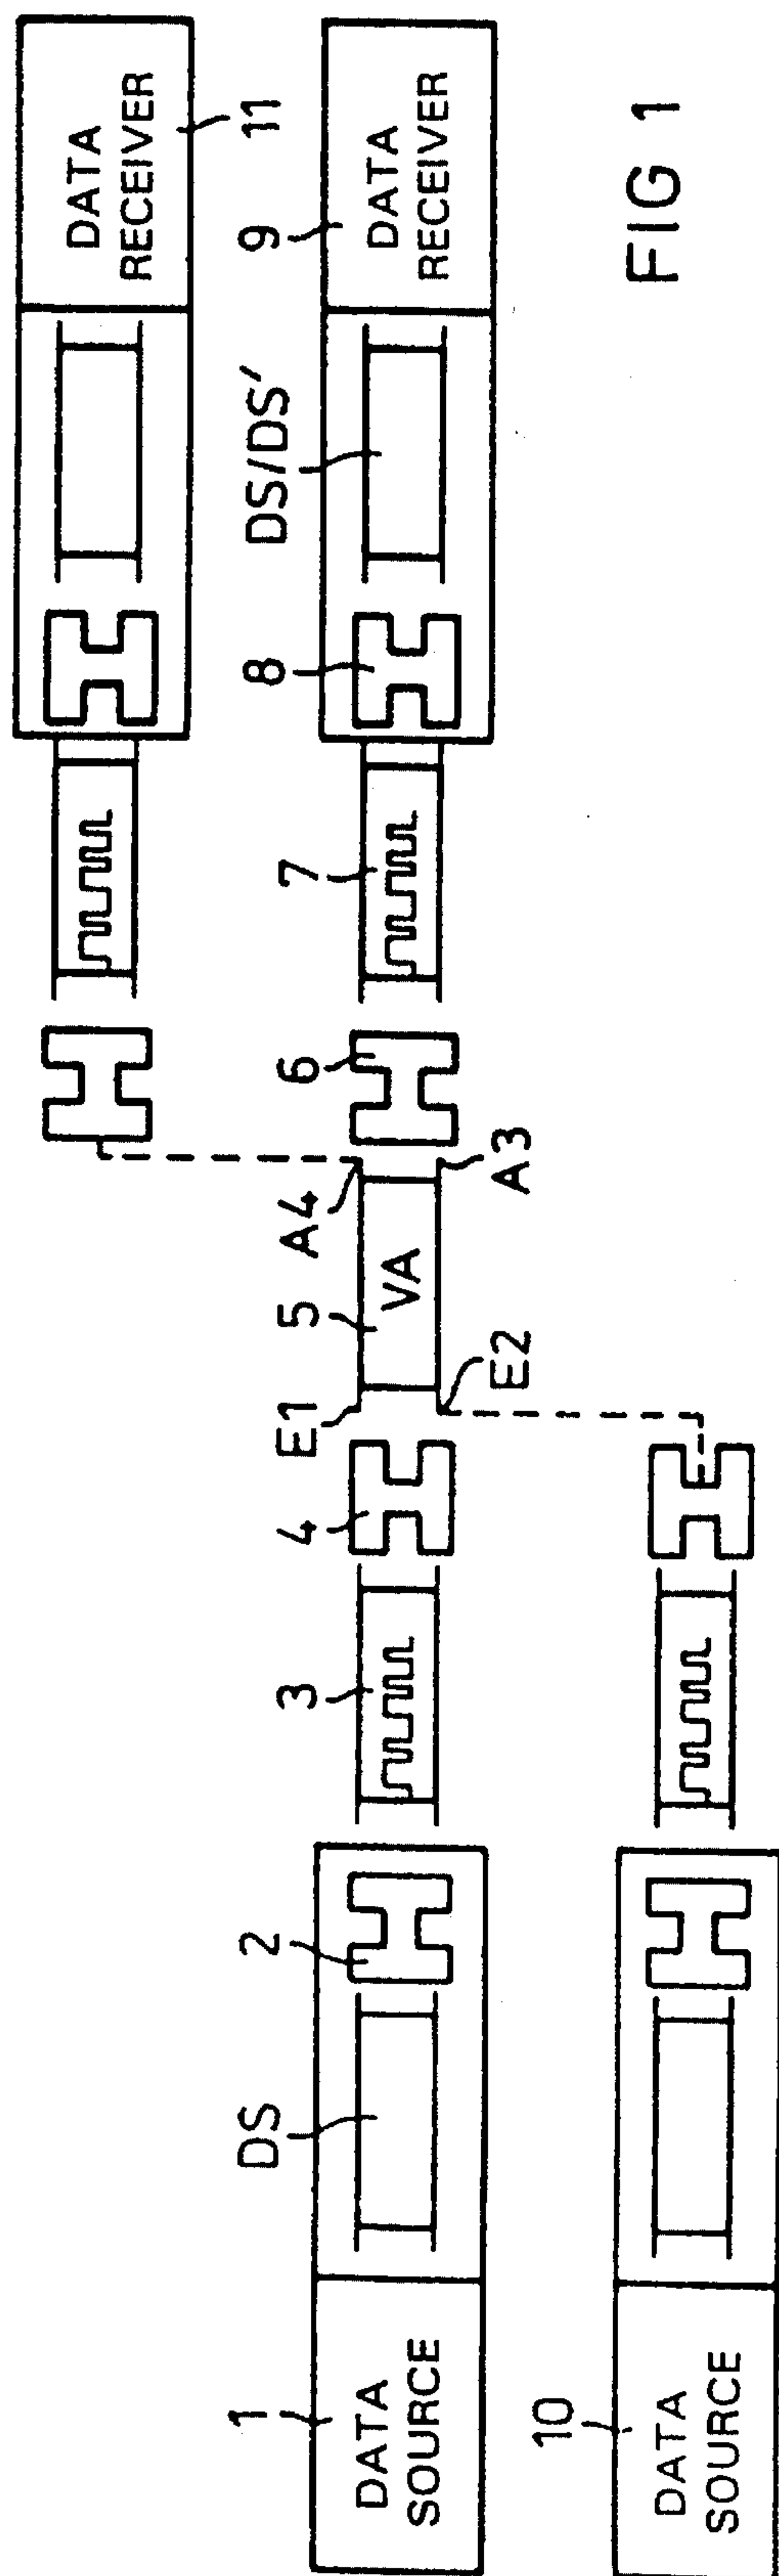 DATA
RECEIVER
11
DATA
RECEIVER
9
DS/DS'
8
7
6
A4
A3
5
VA
E1
E2
4
3
2
DS
1
DATA
SOURCE
10
DATA
SOURCE
FIG 1